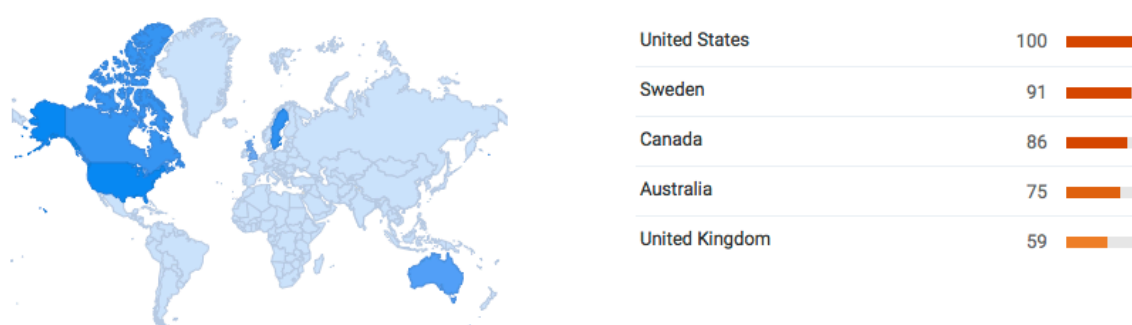 United States 100
Sweden 91
Canada 86
Australia 75
United Kingdom 59